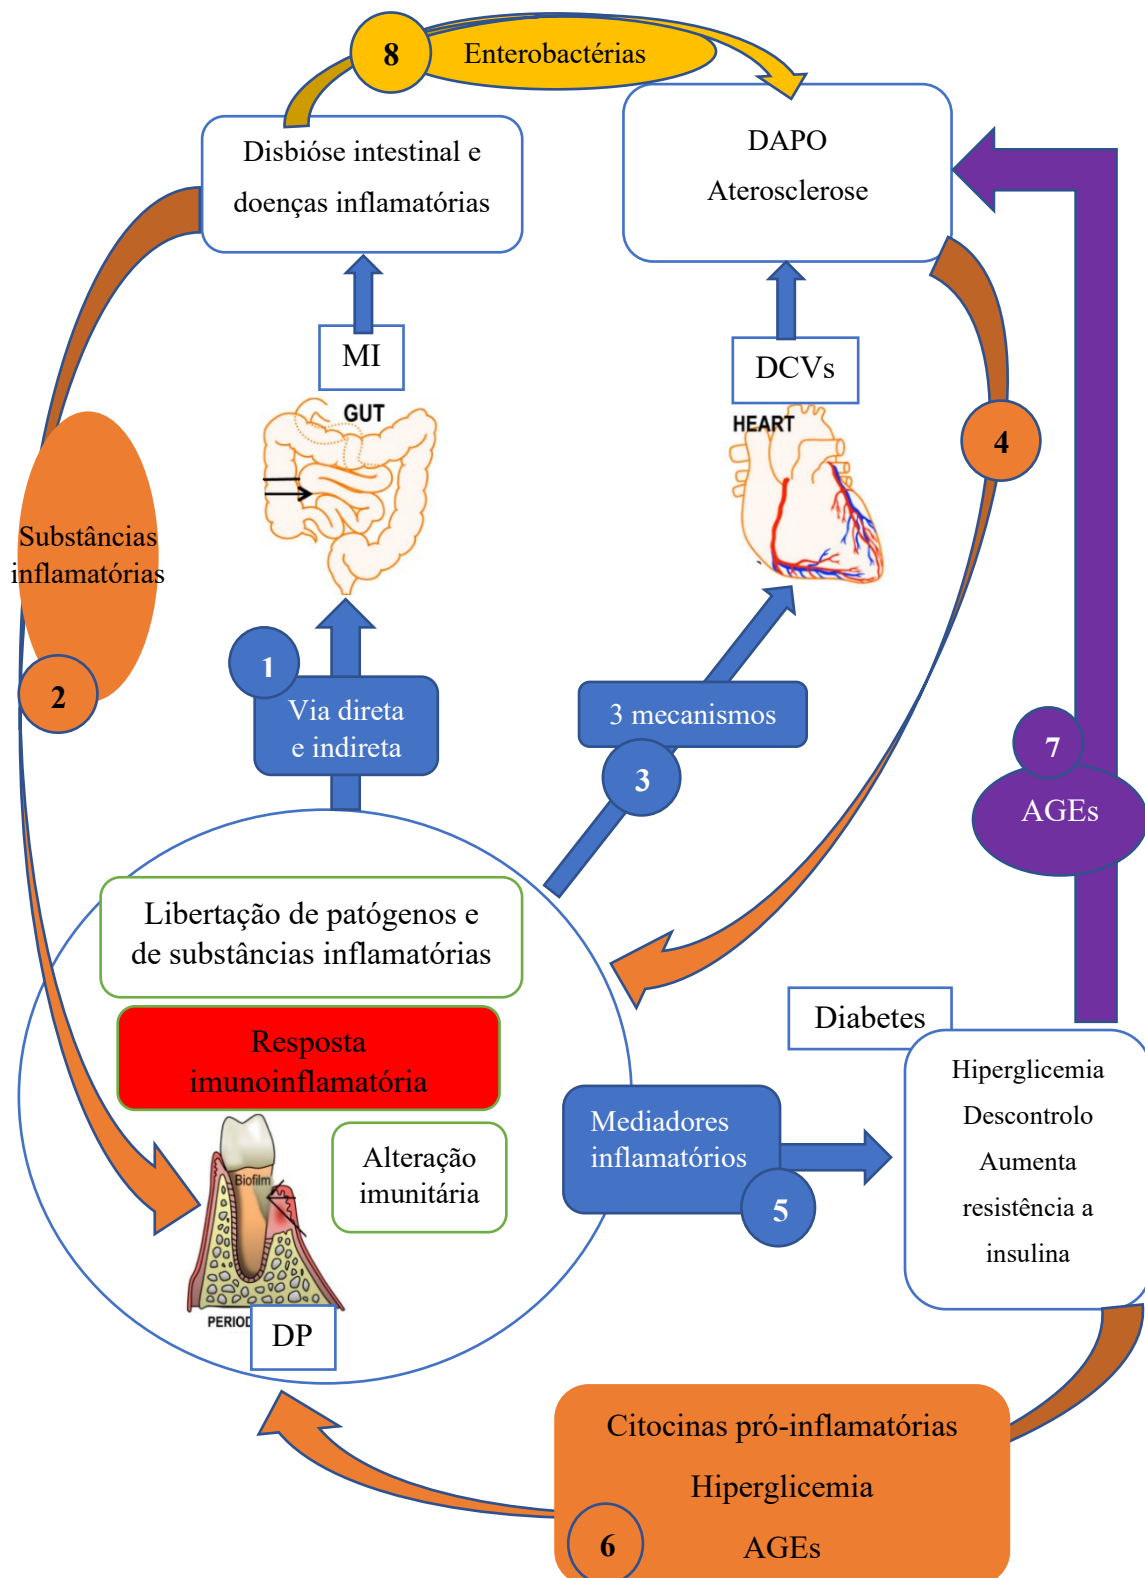 8
Enterobactérias
Disbióse intestinal e
doenças inflamatórias
DAPO
Aterosclerose
MI
DCVs
GUT
HEART
4
Substâncias
inflamatórias
2
1
Via direta
e indireta
3 mecanismos
3
7
AGEs
Libertação de patógenos e
de substâncias inflamatórias
Resposta
imunoinflamatória
Alteração
imunitária
Biofilm
PERIOD
DP
Mediadores
inflamatórios
5
Diabetes
Hiperglicemia
Descontrolo
Aumenta
resistência a
insulina
Citocinas pró-inflamatórias
Hiperglicemia
AGEs
6